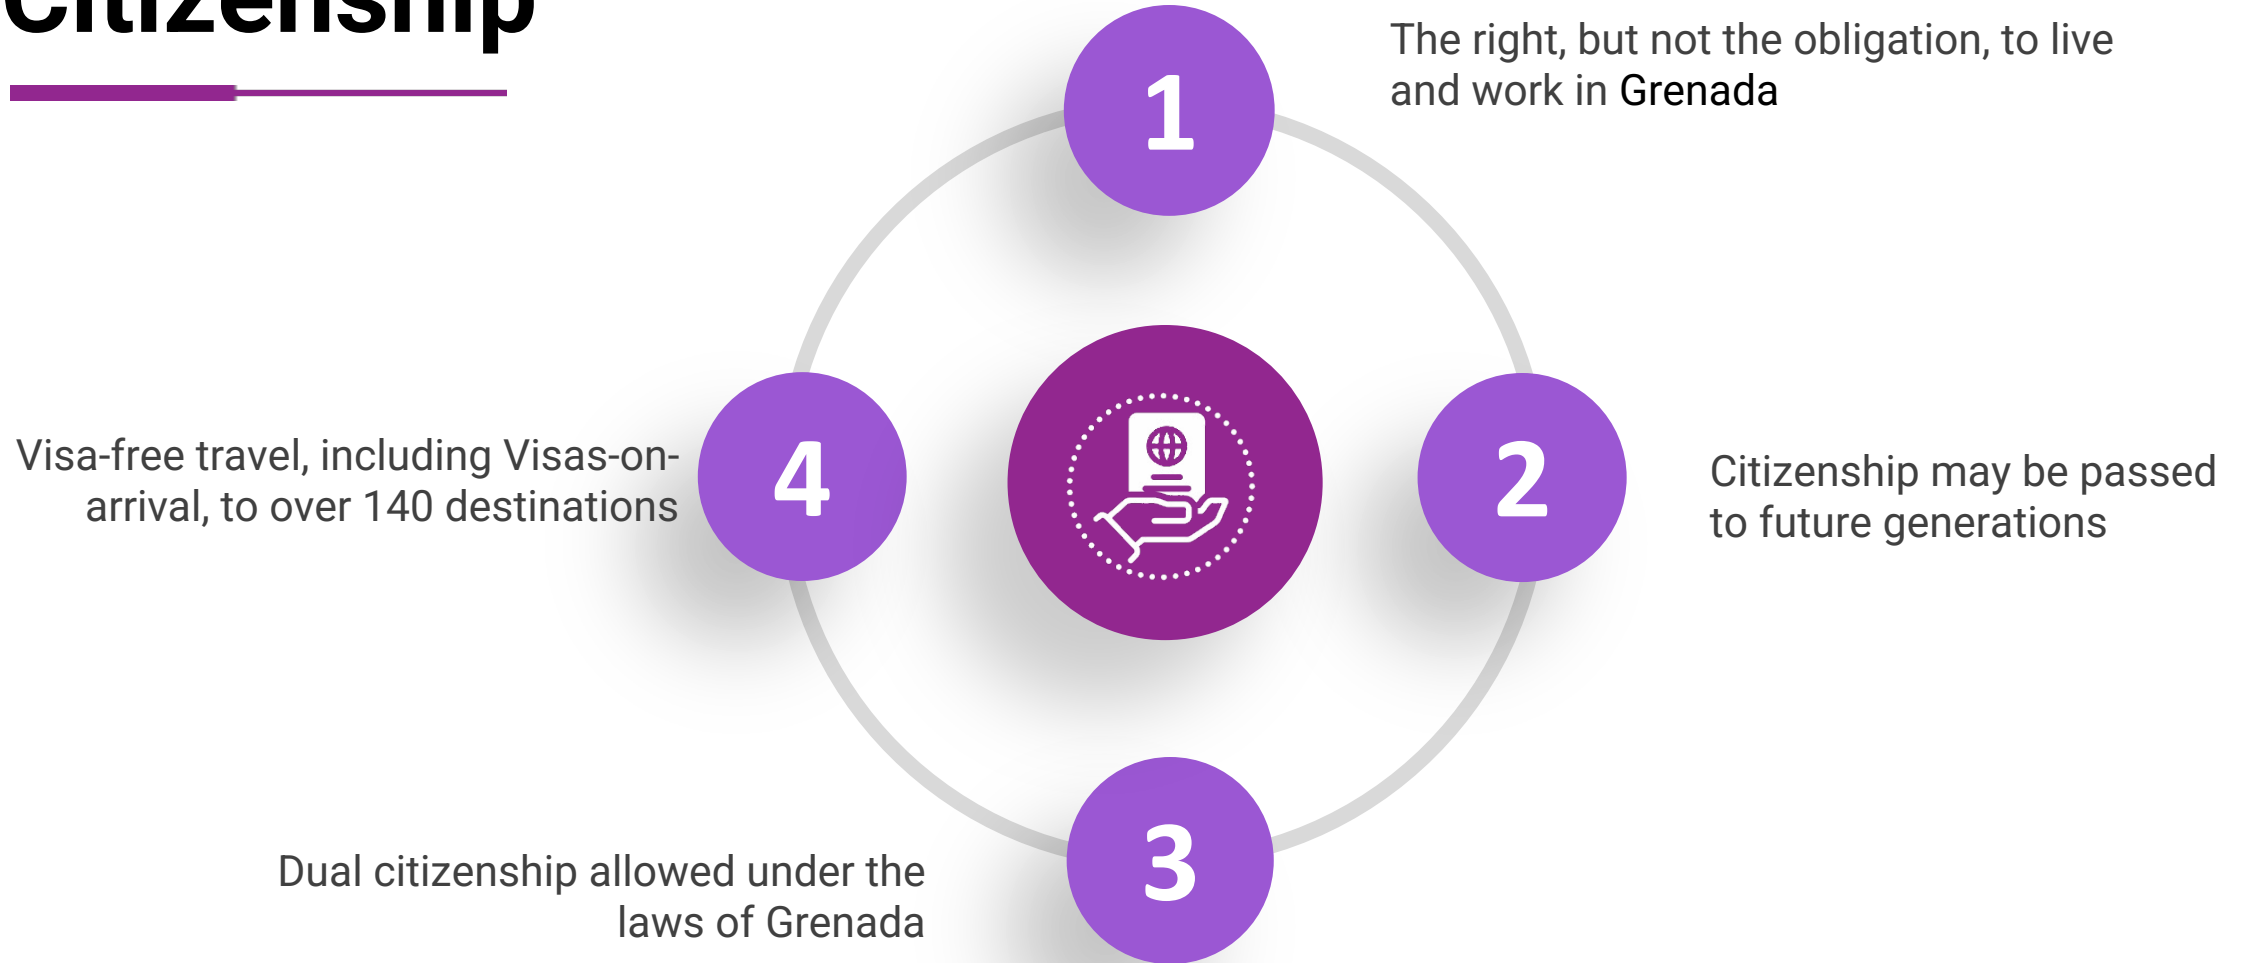 Citizenship
1
The right, but not the obligation, to live
and work in Grenada
2
Citizenship may be passed
to future generations
3
Dual citizenship allowed under the
laws of Grenada
4
Visa-free travel, including Visas-on-
arrival, to over 140 destinations